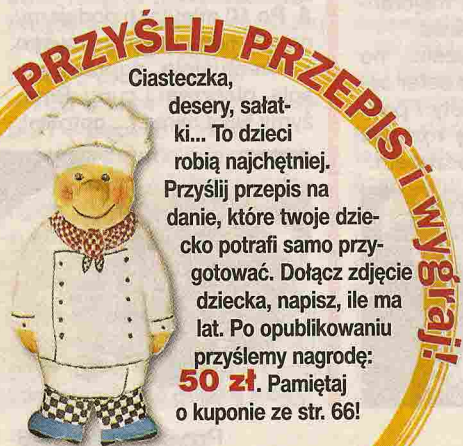 PRZYŚLIJ PRZEPIS i wygraj!
Ciasteczka,
desery, sałat-
ki... To dzieci
robią najchętniej.
Przyślij przepis na
danie, które twoje dzie-
cko potrafi samo przy-
gotować. Dołącz zdjęcie
dziecka, napisz, ile ma
lat. Po opublikowaniu
przyślemy nagrodę:
50 zł. Pamiętaj
o kuponie ze str. 66!